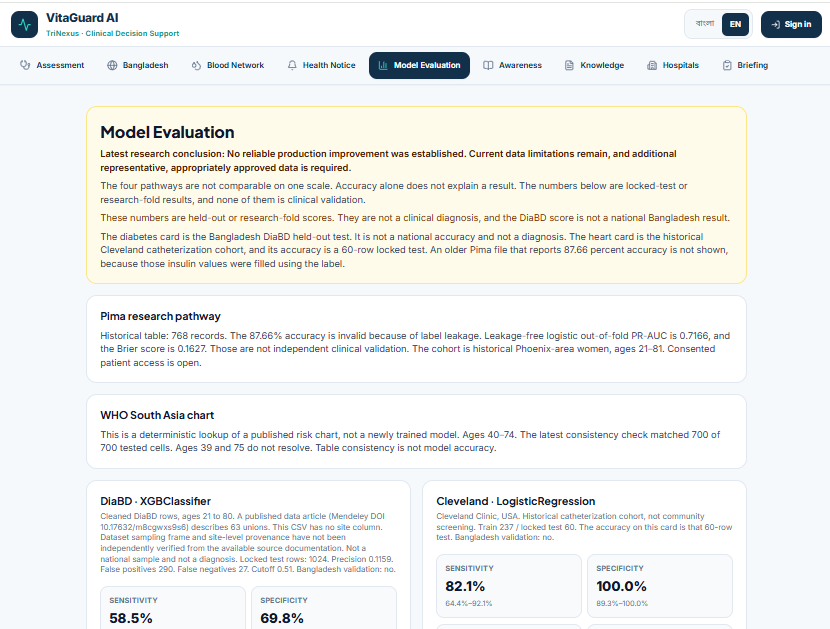 VitaGuard AI
TriNexus · Clinical Decision Support
বাংলা
EN
Sign in
Assessment
Bangladesh
Blood Network
Health Notice
Model Evaluation
Awareness
Knowledge
Hospitals
Briefing
Model Evaluation
Latest research conclusion: No reliable production improvement was established. Current data limitations remain, and additional
representative, appropriately approved data is required.
The four pathways are not comparable on one scale. Accuracy alone does not explain a result. The numbers below are locked-test or
research-fold results, and none of them is clinical validation.
These numbers are held-out or research-fold scores. They are not a clinical diagnosis, and the DiaBD score is not a national Bangladesh result.
The diabetes card is the Bangladesh DiaBD held-out test. It is not a national accuracy and not a diagnosis. The heart card is the historical
Cleveland catheterization cohort, and its accuracy is a 60-row locked test. An older Pima file that reports 87.66 percent accuracy is not shown,
because those insulin values were filled using the label.
Pima research pathway
Historical table: 768 records. The 87.66% accuracy is invalid because of label leakage. Leakage-free logistic out-of-fold PR-AUC is 0.7166, and
the Brier score is 0.1627. Those are not independent clinical validation. The cohort is historical Phoenix-area women, ages 21–81. Consented
patient access is open.
WHO South Asia chart
This is a deterministic lookup of a published risk chart, not a newly trained model. Ages 40–74. The latest consistency check matched 700 of
700 tested cells. Ages 39 and 75 do not resolve. Table consistency is not model accuracy.
DiaBD · XGBClassifier
Cleaned DiaBD rows, ages 21 to 80. A published data article (Mendeley DOI
10.17632/m8cgwxs9s6) describes 63 unions. This CSV has no site column.
Dataset sampling frame and site-level provenance have not been
independently verified from the available source documentation. Not a
national sample and not a diagnosis. Locked test rows: 1024. Precision 0.1159.
False positives 290. False negatives 27. Cutoff 0.51. Bangladesh validation: no.
SENSITIVITY
58.5%
SPECIFICITY
69.8%
Cleveland · LogisticRegression
Cleveland Clinic, USA. Historical catheterization cohort, not community
screening. Train 237 / locked test 60. The accuracy on this card is that 60-row
test. Bangladesh validation: no.
SENSITIVITY
82.1%
64.4%–92.1%
SPECIFICITY
100.0%
89.3%–100.0%